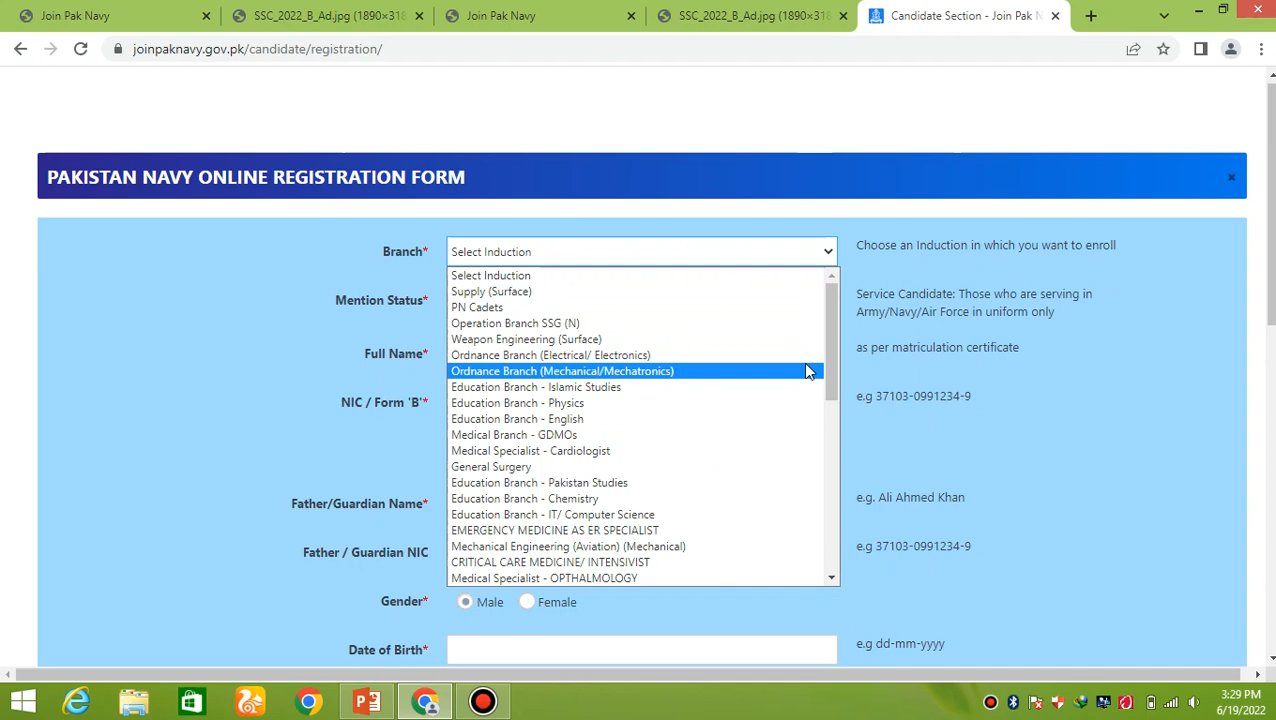 Join Pak Navy
SSC_2022_B_Ad.jpg (1890×318
Join Pak Navy
SSC_2022_B_Ad.jpg (1890×318
Candidate Section - Join Pak N
joinpaknavy.gov.pk/candidate/registration/
PAKISTAN NAVY ONLINE REGISTRATION FORM
Branch*
Select Induction
Choose an Induction in which you want to enroll
Select Induction
Supply (Surface)
PN Cadets
Operation Branch SSG (N)
Weapon Engineering (Surface)
Ordnance Branch (Electrical/ Electronics)
Ordnance Branch (Mechanical/Mechatronics)
Education Branch - Islamic Studies
Education Branch - Physics
Education Branch - English
Medical Branch - GDMOs
Medical Specialist - Cardiologist
General Surgery
Education Branch - Pakistan Studies
Education Branch - Chemistry
Education Branch - IT/ Computer Science
EMERGENCY MEDICINE AS ER SPECIALIST
Mechanical Engineering (Aviation) (Mechanical)
CRITICAL CARE MEDICINE/ INTENSIVIST
Medical Specialist - OPTHALMOLOGY
Mention Status*
Service Candidate: Those who are serving in
Army/Navy/Air Force in uniform only
Full Name*
as per matriculation certificate
NIC / Form 'B'*
e.g 37103-0991234-9
Father/Guardian Name*
e.g. Ali Ahmed Khan
Father / Guardian NIC
e.g 37103-0991234-9
Gender*
Male
Female
Date of Birth*
e.g dd-mm-yyyy
3:29 PM
6/19/2022